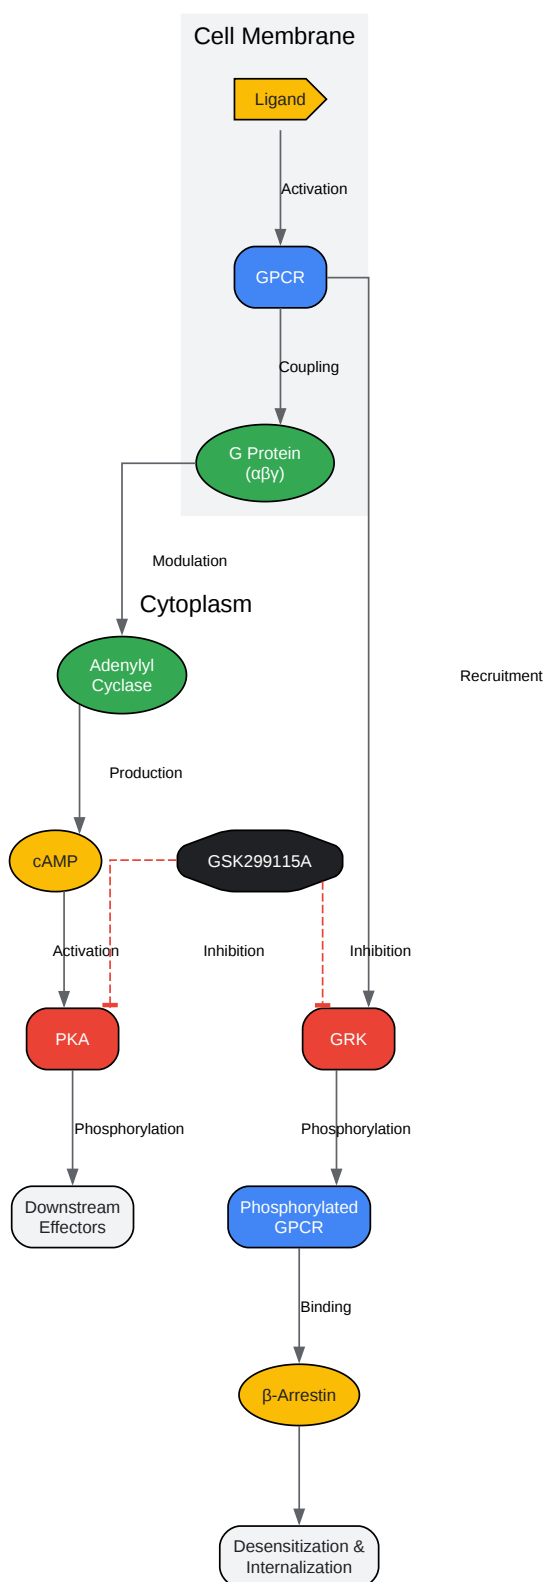 Cell Membrane
Ligand
Activation
GPCR
Coupling
G Protein
(αβγ)
Modulation
Cytoplasm
Adenylyl
Cyclase
Recruitment
Production
cAMP
GSK299115A
Activation
Inhibition
Inhibition
PKA
GRK
Phosphorylation
Phosphorylation
Downstream
Effectors
Phosphorylated
GPCR
Binding
β-Arrestin
Desensitization &
Internalization